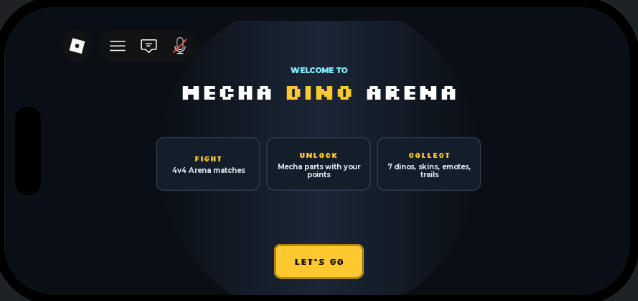 WELCOME TO
MECHA DINO ARENA
FIGHT
4v4 Arena matches
UNLOCK
Mecha parts with your
points
COLLECT
7 dinos, skins, emotes,
trails
LET'S GO